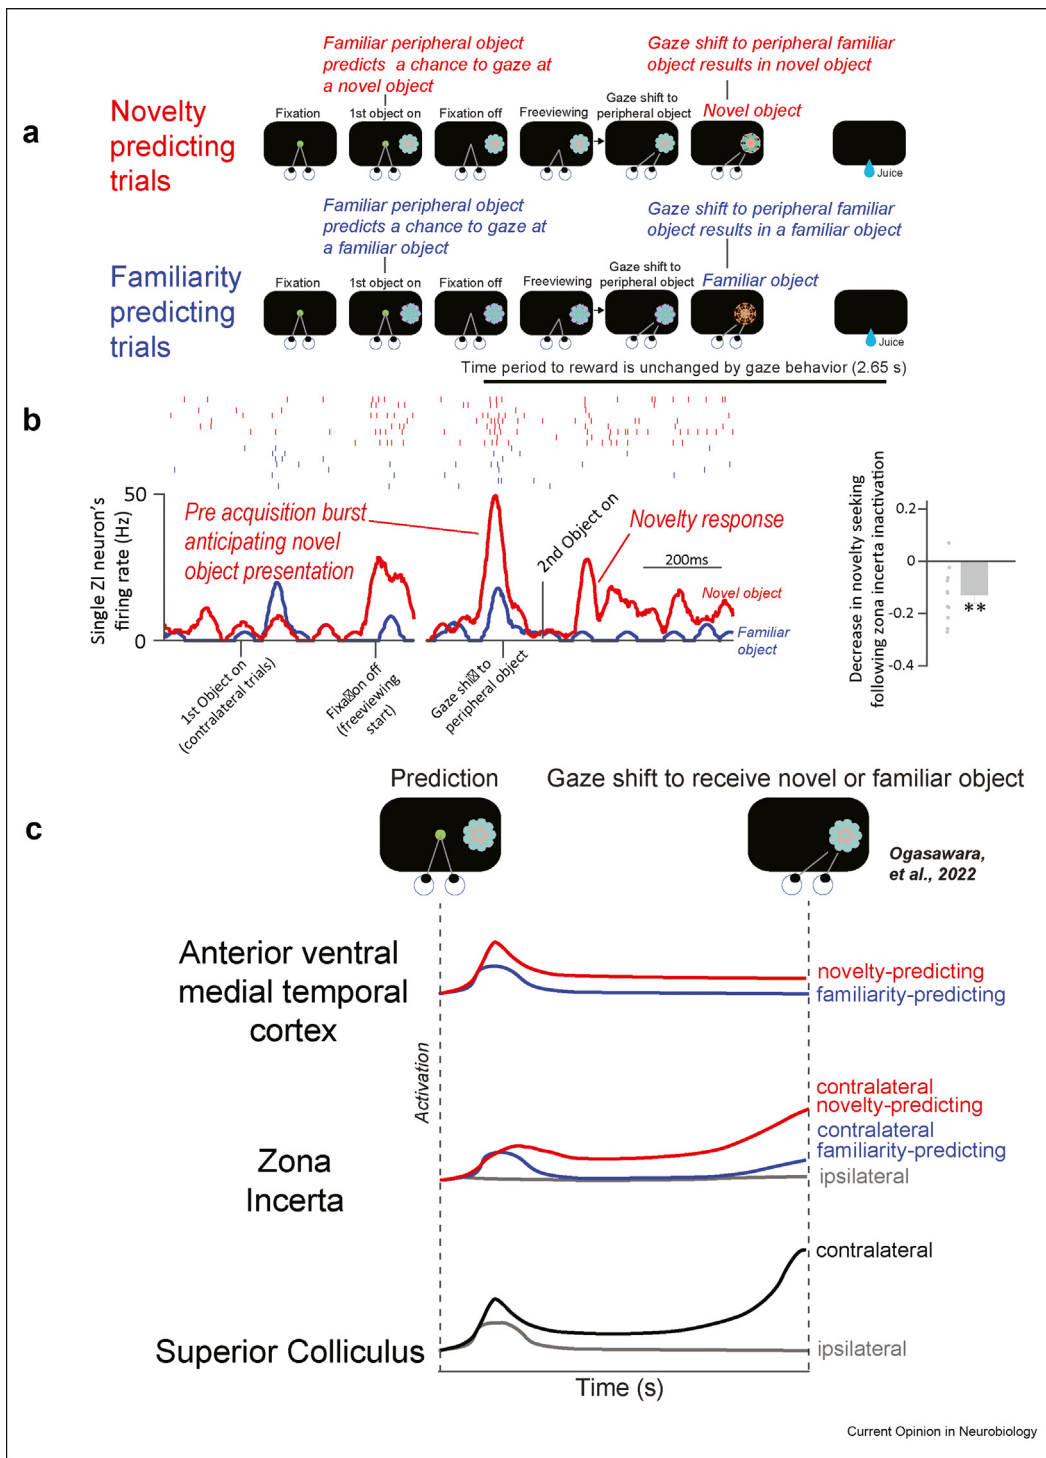 a
Novelty
predicting
trials
Familiar peripheral object
predicts a chance to gaze at
a novel object
Gaze shift to peripheral familiar
object results in novel object
Fixation
1st object on
Fixation off
Freeviewing
Gaze shift to
peripheral object
Novel object
Juice
Familiarity
predicting
trials
Familiar peripheral object
predicts a chance to gaze at
a familiar object
Gaze shift to peripheral familiar
object results in a familiar object
Fixation
1st object on
Fixation off
Freeviewing
Gaze shift to
peripheral object
Familiar object
Juice
Time period to reward is unchanged by gaze behavior (2.65 s)
b
Single ZI neuron's
firing rate (Hz)
50
0
Pre acquisition burst
anticipating novel
object presentation
2nd Object on
Novelty response
200ms
Novel object
Familiar
object
1st Object on
(contralateral trials)
Fixa☒on off
(freeviewing
start)
Gaze shi☒ to
peripheral object
Decrease in novelty seeking
following zona incerta inactivation
0.2
0
-0.2
-0.4
**
c
Prediction
Gaze shift to receive novel or familiar object
Ogasawara,
et al., 2022
Anterior ventral
medial temporal
cortex
novelty-predicting
familiarity-predicting
Activation
Zona
Incerta
contralateral
novelty-predicting
contralateral
familiarity-predicting
ipsilateral
Superior Colliculus
contralateral
ipsilateral
Time (s)
Current Opinion in Neurobiology